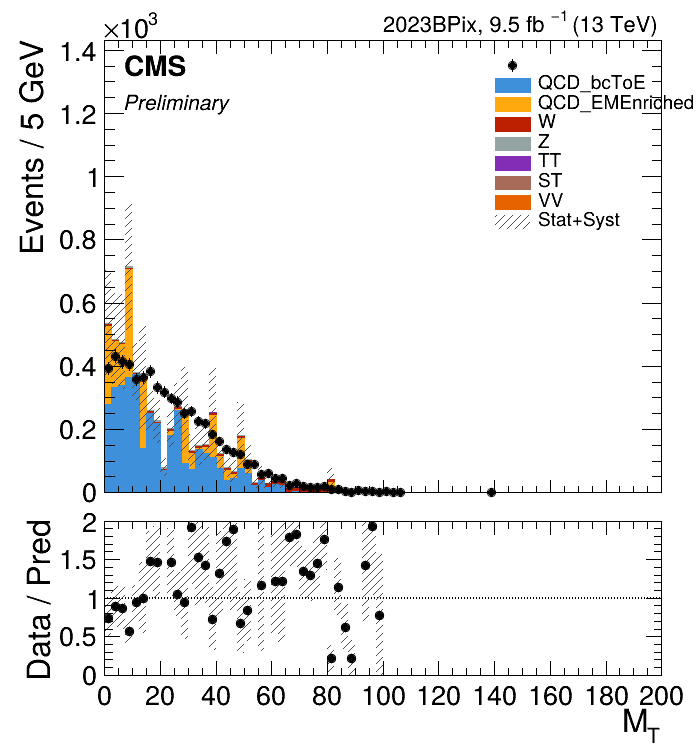 ×10³
2023BPix, 9.5 fb⁻¹ (13 TeV)
CMS
Preliminary
QCD_bcToE
QCD_EMEnriched
W
Z
TT
ST
VV
Stat+Syst
Events / 5 GeV
1.4
1.2
1
0.8
0.6
0.4
0.2
0
Data / Pred
2
1.5
1
0.5
0
0 20 40 60 80 100 120 140 160 180 200
M_T